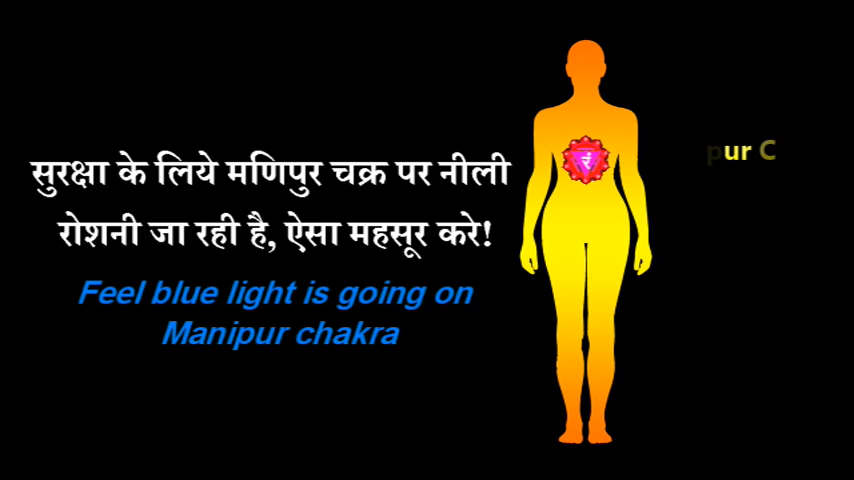 सुरक्षा के लिये मणिपुर चक्र पर नीली
रोशनी जा रही है, ऐसा महसूर करे!
Feel blue light is going on
Manipur chakra
रं
pur C